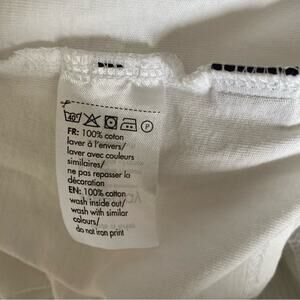 40 P
FR: 100% coton
laver à l'envers/
laver avec couleurs
similaires/
ne pas repasser la
décoration
EN: 100% cotton
wash inside out/
wash with similar
colours/
do not iron print